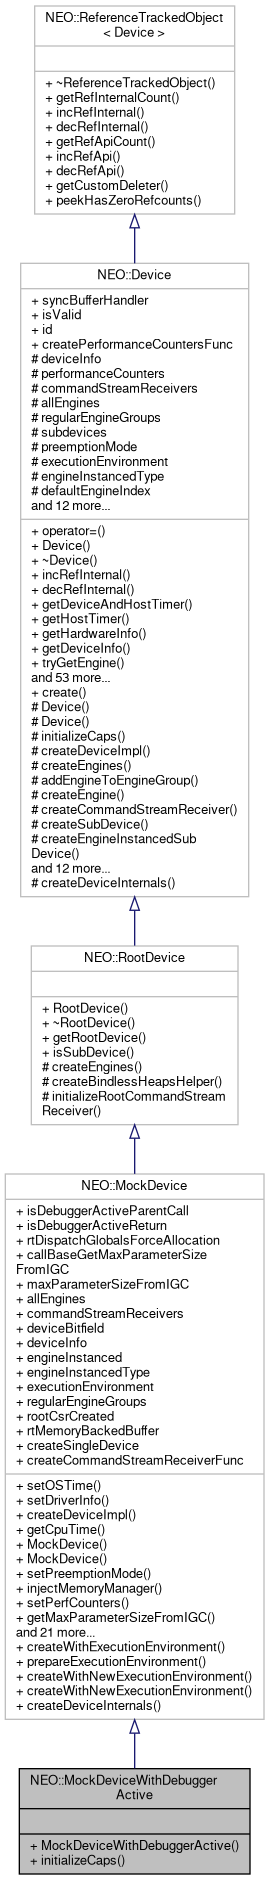 NEO::ReferenceTrackedObject
< Device >
+ ~ReferenceTrackedObject()
+ getRefInternalCount()
+ incRefInternal()
+ decRefInternal()
+ getRefApiCount()
+ incRefApi()
+ decRefApi()
+ getCustomDeleter()
+ peekHasZeroRefcounts()
NEO::Device
+ syncBufferHandler
+ isValid
+ id
+ createPerformanceCountersFunc
# deviceInfo
# performanceCounters
# commandStreamReceivers
# allEngines
# regularEngineGroups
# subdevices
# preemptionMode
# executionEnvironment
# engineInstancedType
# defaultEngineIndex
and 12 more...
+ operator=()
+ Device()
+ ~Device()
+ incRefInternal()
+ decRefInternal()
+ getDeviceAndHostTimer()
+ getHostTimer()
+ getHardwareInfo()
+ getDeviceInfo()
+ tryGetEngine()
and 53 more...
+ create()
# Device()
# Device()
# initializeCaps()
# createDeviceImpl()
# createEngines()
# addEngineToEngineGroup()
# createEngine()
# createCommandStreamReceiver()
# createSubDevice()
# createEngineInstancedSub
Device()
and 12 more...
# createDeviceInternals()
NEO::RootDevice
+ RootDevice()
+ ~RootDevice()
+ getRootDevice()
+ isSubDevice()
# createEngines()
# createBindlessHeapsHelper()
# initializeRootCommandStream
Receiver()
NEO::MockDevice
+ isDebuggerActiveParentCall
+ isDebuggerActiveReturn
+ rtDispatchGlobalsForceAllocation
+ callBaseGetMaxParameterSize
FromIGC
+ maxParameterSizeFromIGC
+ allEngines
+ commandStreamReceivers
+ deviceBitfield
+ deviceInfo
+ engineInstanced
+ engineInstancedType
+ executionEnvironment
+ regularEngineGroups
+ rootCsrCreated
+ rtMemoryBackedBuffer
+ createSingleDevice
+ createCommandStreamReceiverFunc
+ setOSTime()
+ setDriverInfo()
+ createDeviceImpl()
+ getCpuTime()
+ MockDevice()
+ MockDevice()
+ setPreemptionMode()
+ injectMemoryManager()
+ setPerfCounters()
+ getMaxParameterSizeFromIGC()
and 21 more...
+ createWithExecutionEnvironment()
+ prepareExecutionEnvironment()
+ createWithNewExecutionEnvironment()
+ createWithNewExecutionEnvironment()
+ createDeviceInternals()
NEO::MockDeviceWithDebugger
Active
+ MockDeviceWithDebuggerActive()
+ initializeCaps()